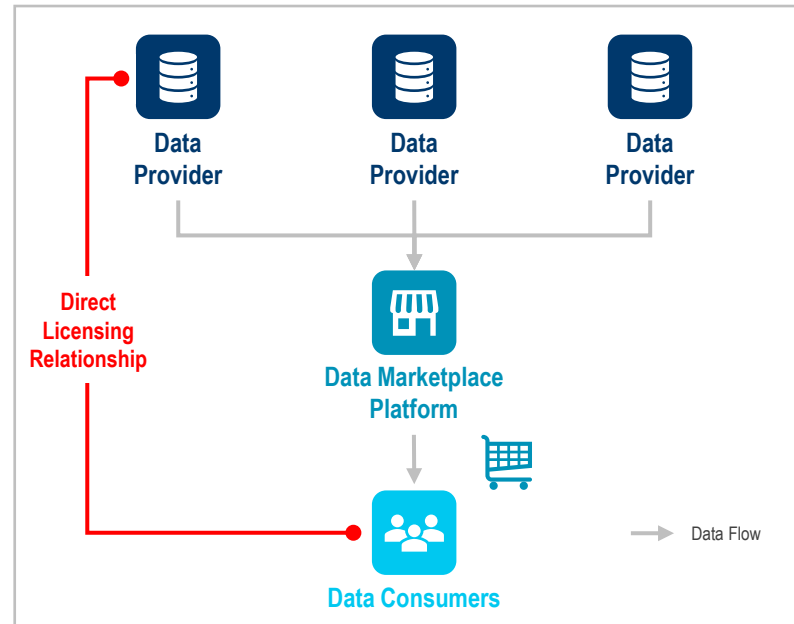 Data
Provider
Data
Provider
Data
Provider
Direct
Licensing
Relationship
Data Marketplace
Platform
Data Flow
Data Consumers